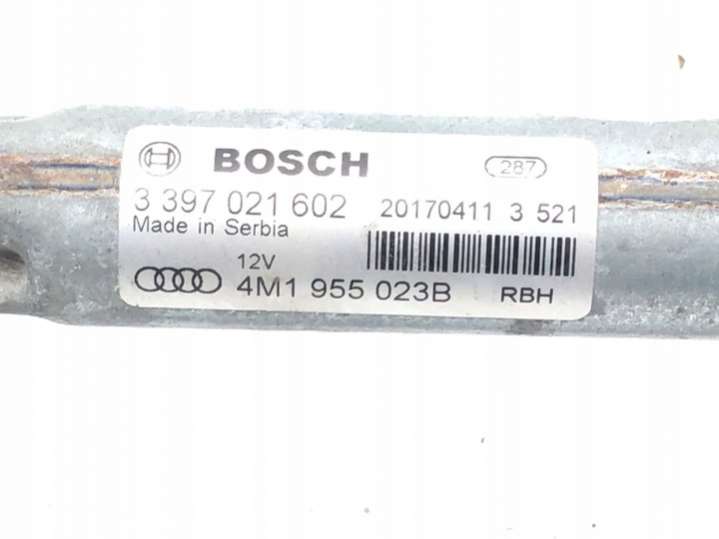 BOSCH 287
3 397 021 602 20170411 3 521
Made in Serbia
12V
4M1 955 023B RBH